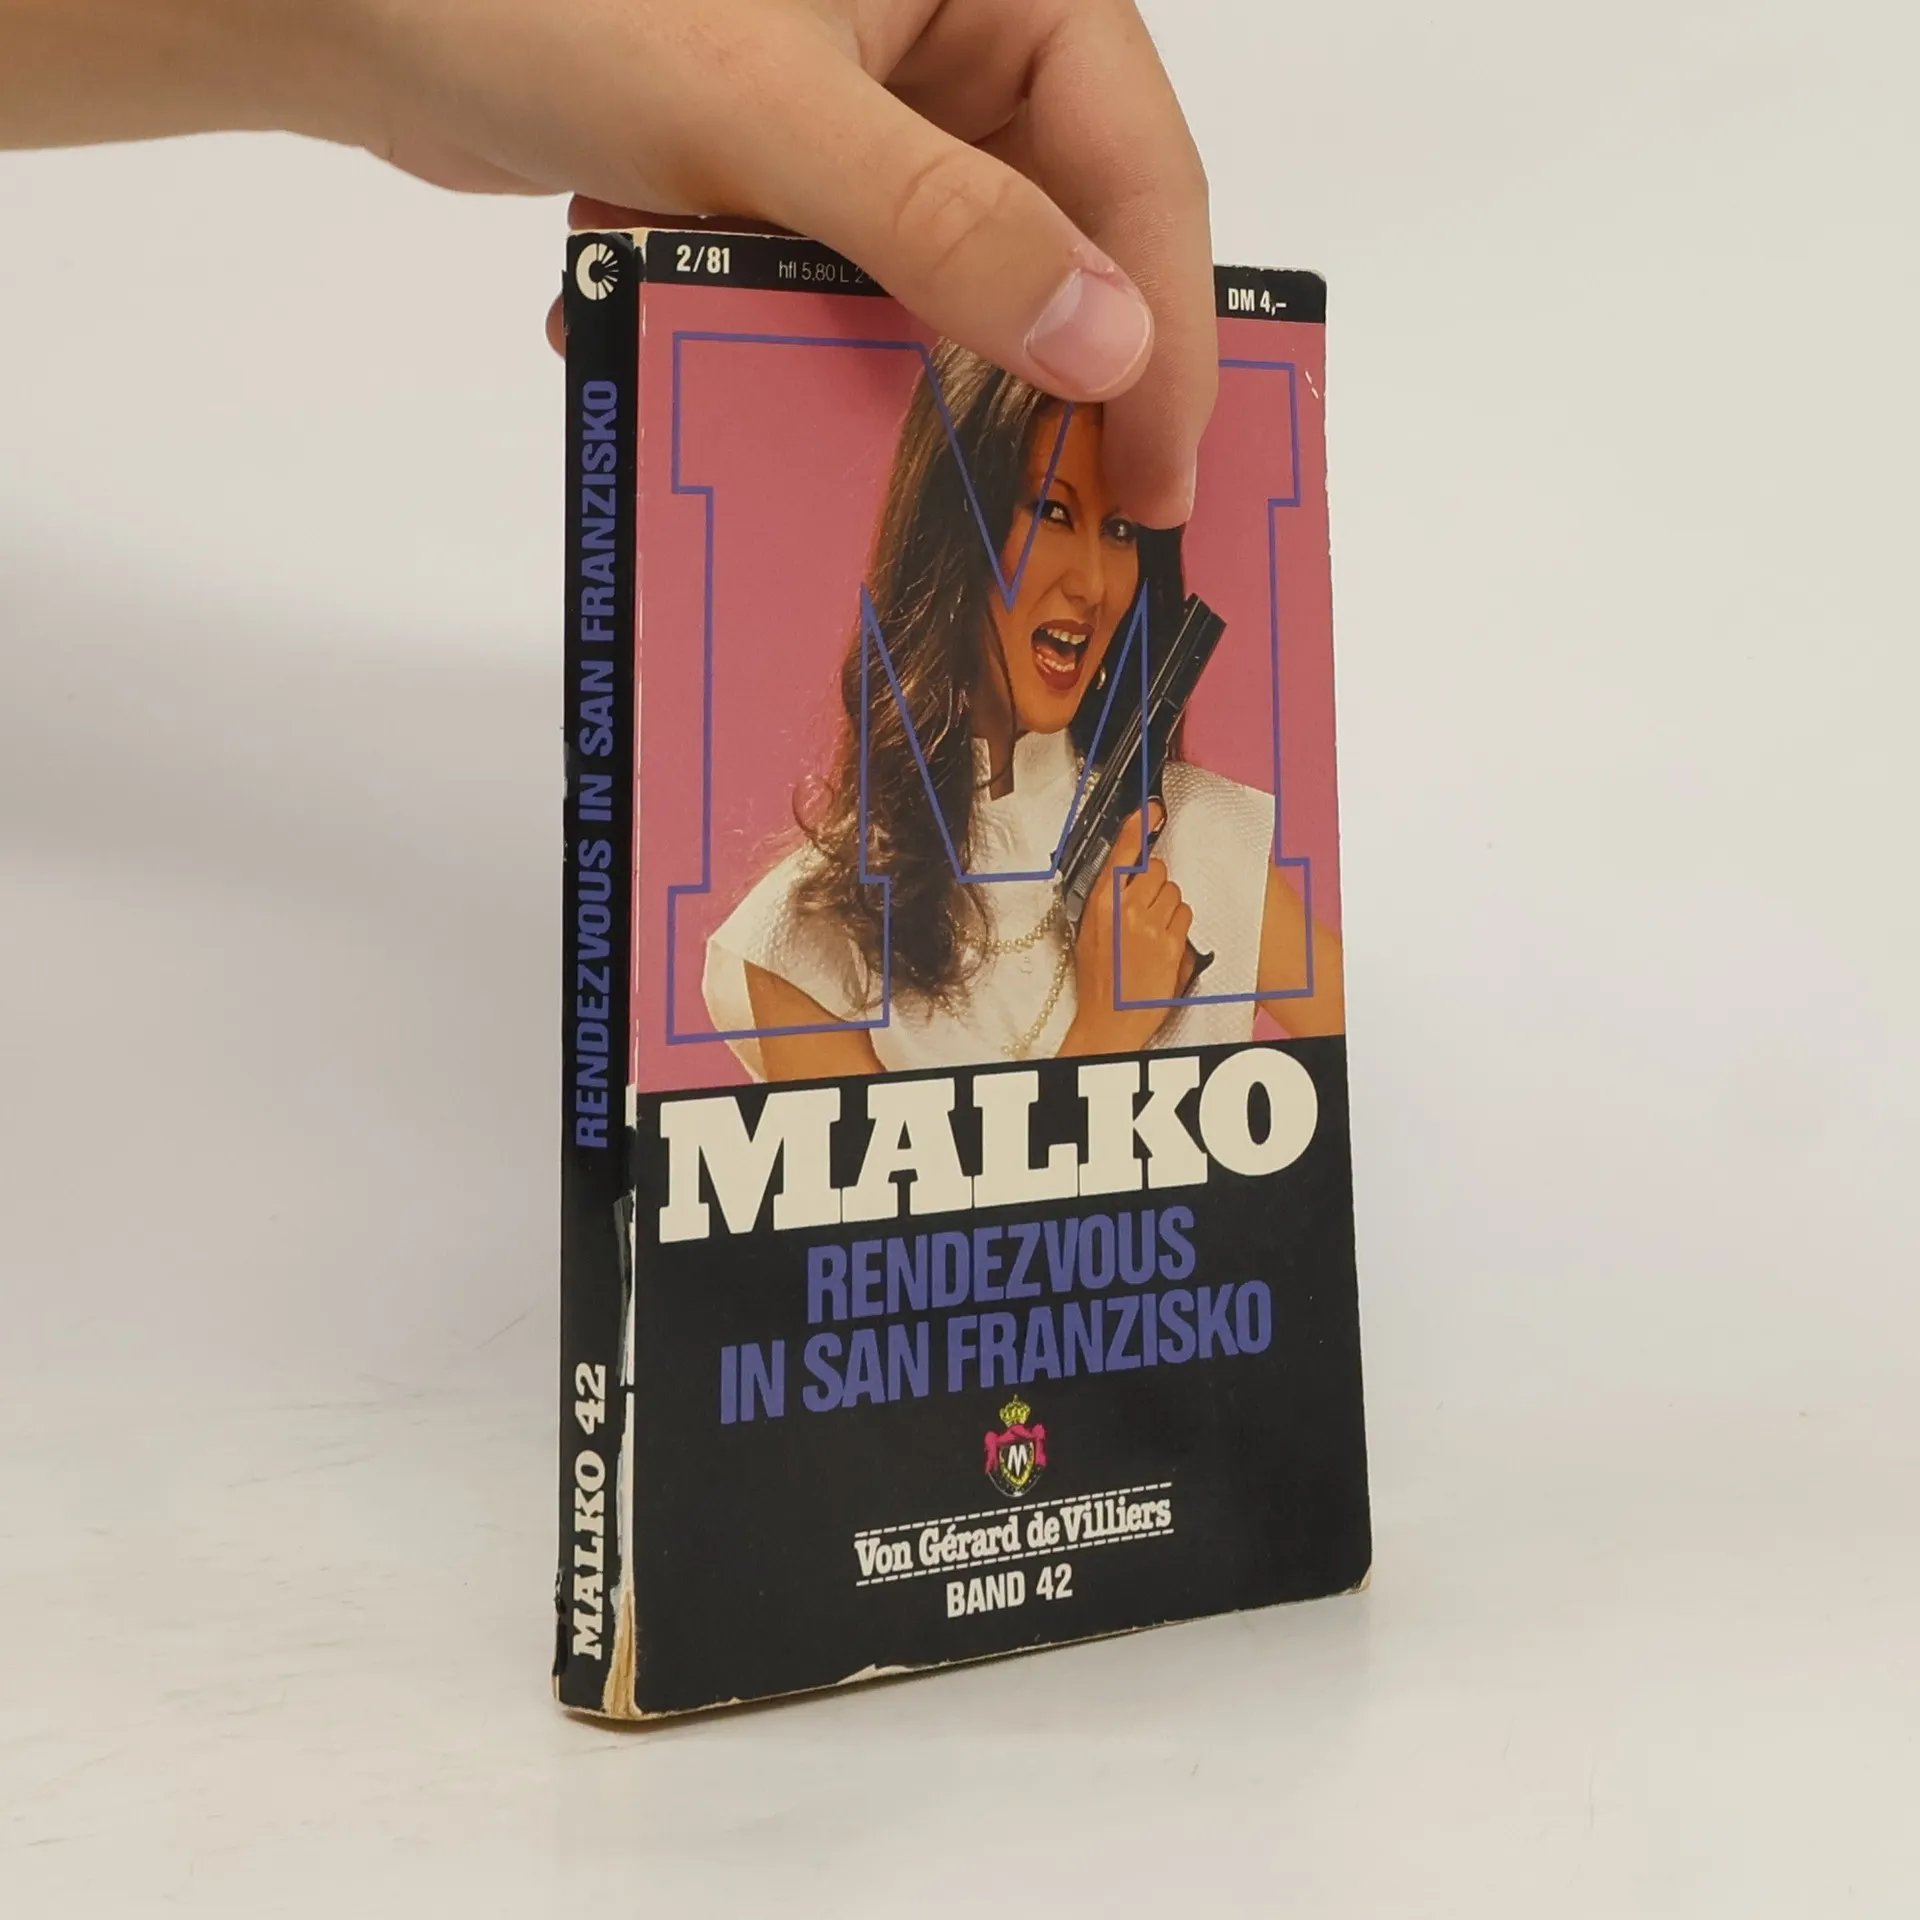 RENDEZVOUS IN SAN FRANZISKO
MALKO 42
2/81
hfl 5.80 L
DM 4,–
M
MALKO
RENDEZVOUS
IN SAN FRANZISKO
M
Von Gérard de Villiers
BAND 42